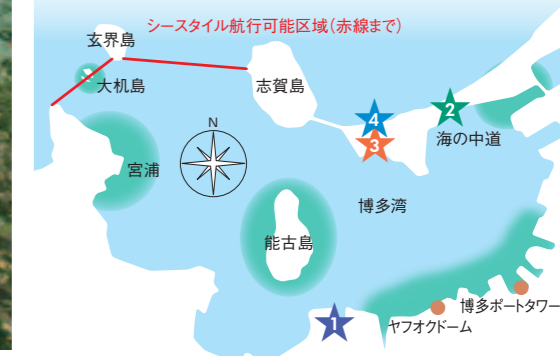 シースタイル航行可能区域(赤線まで)
玄界島
大机島
志賀島
4
2
3
海の中道
N
宮浦
博多湾
能古島
博多ポートタワー
1
ヤフオクドーム